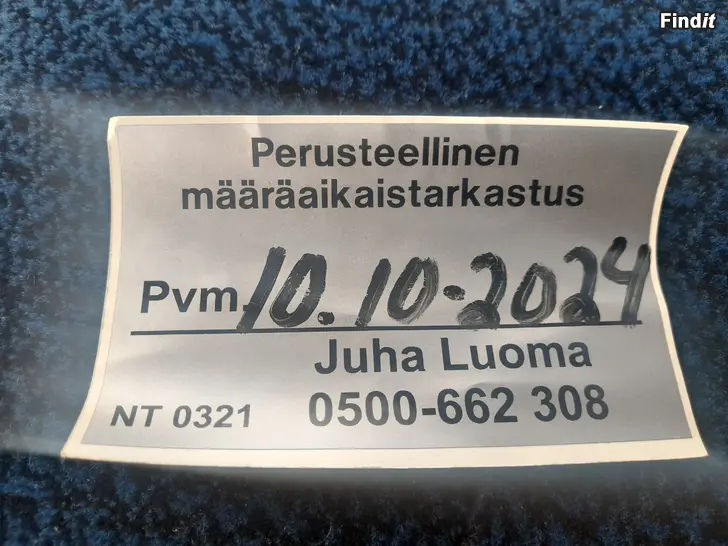 Findit
Perusteellinen
määräaikaistarkastus
Pvm. 10.10-2024
Juha Luoma
NT 0321 0500-662 308